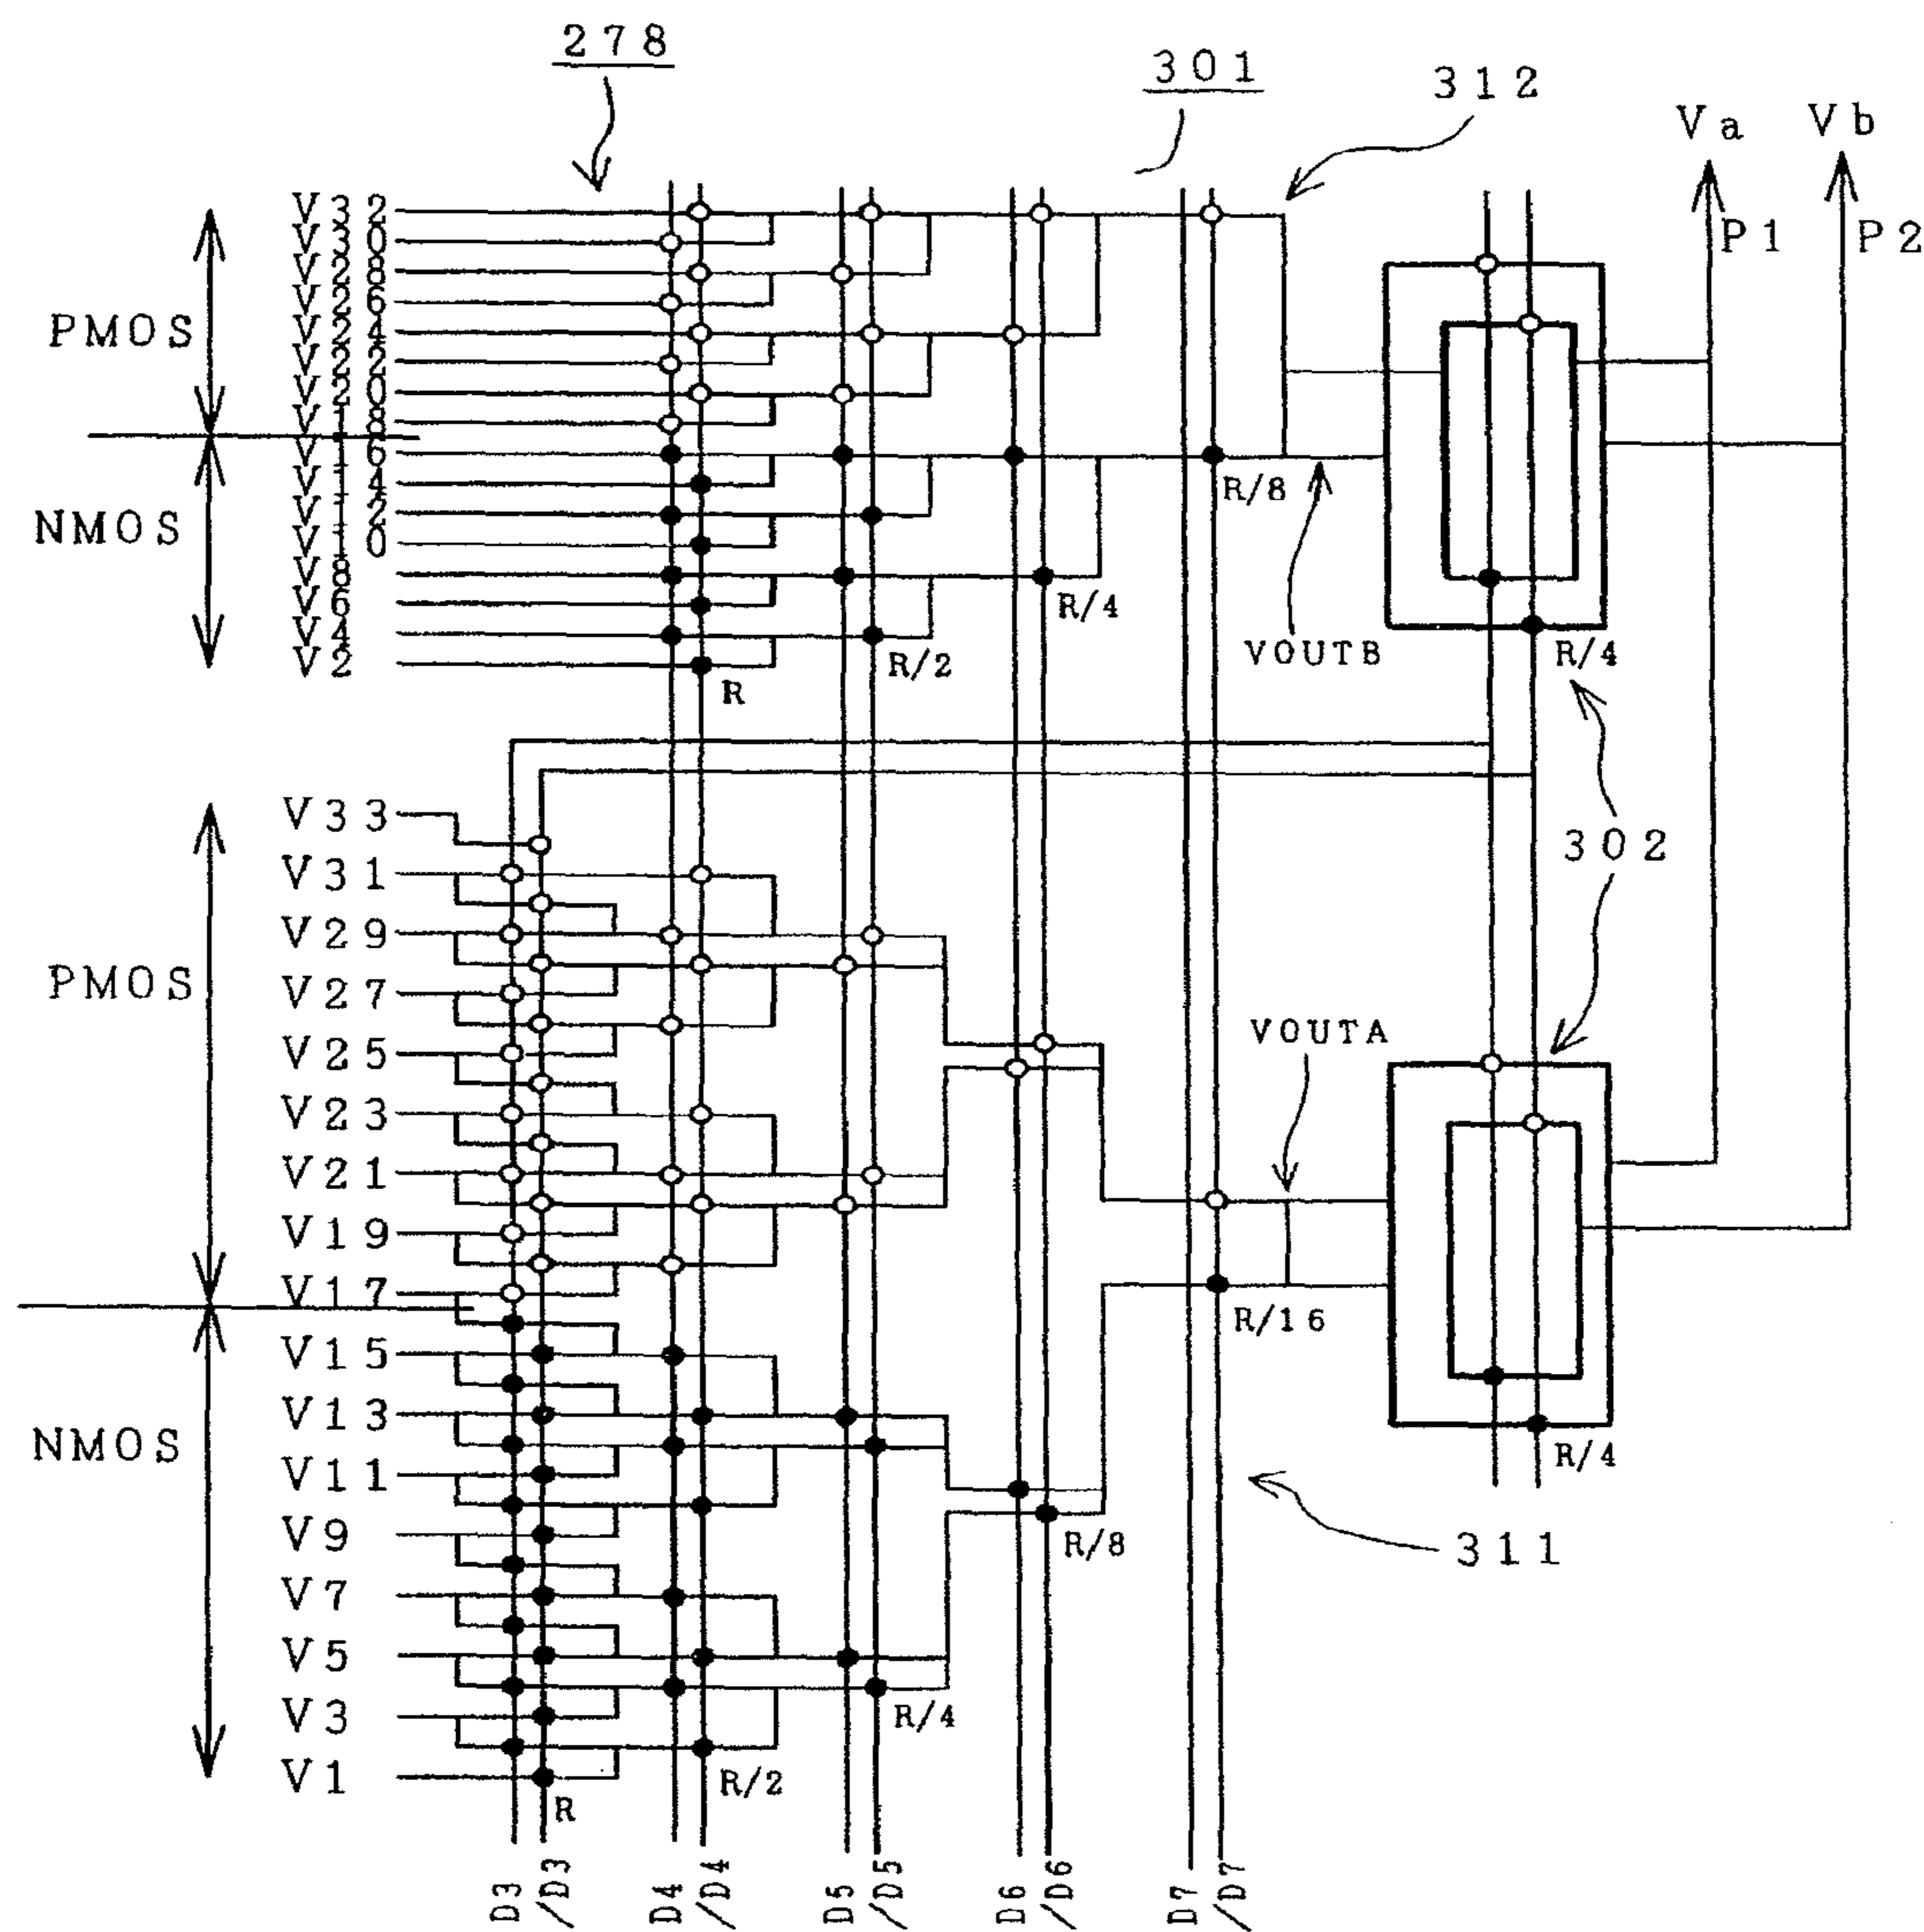 278
301
312
Va
Vb
P1
P2
V32
V30
V28
V26
V24
V22
V20
V18
V16
V14
V12
V10
V8
V6
V4
V2
PMOS
NMOS
R/8
R/4
R/2
R
VOUTB
R/4
302
V33
V31
V29
V27
V25
V23
V21
V19
V17
V15
V13
V11
V9
V7
V5
V3
V1
PMOS
NMOS
VOUTA
R/16
R/4
R/8
311
R/4
R/2
R
D3
/D3
D4
/D4
D5
/D5
D6
/D6
D7
/D7